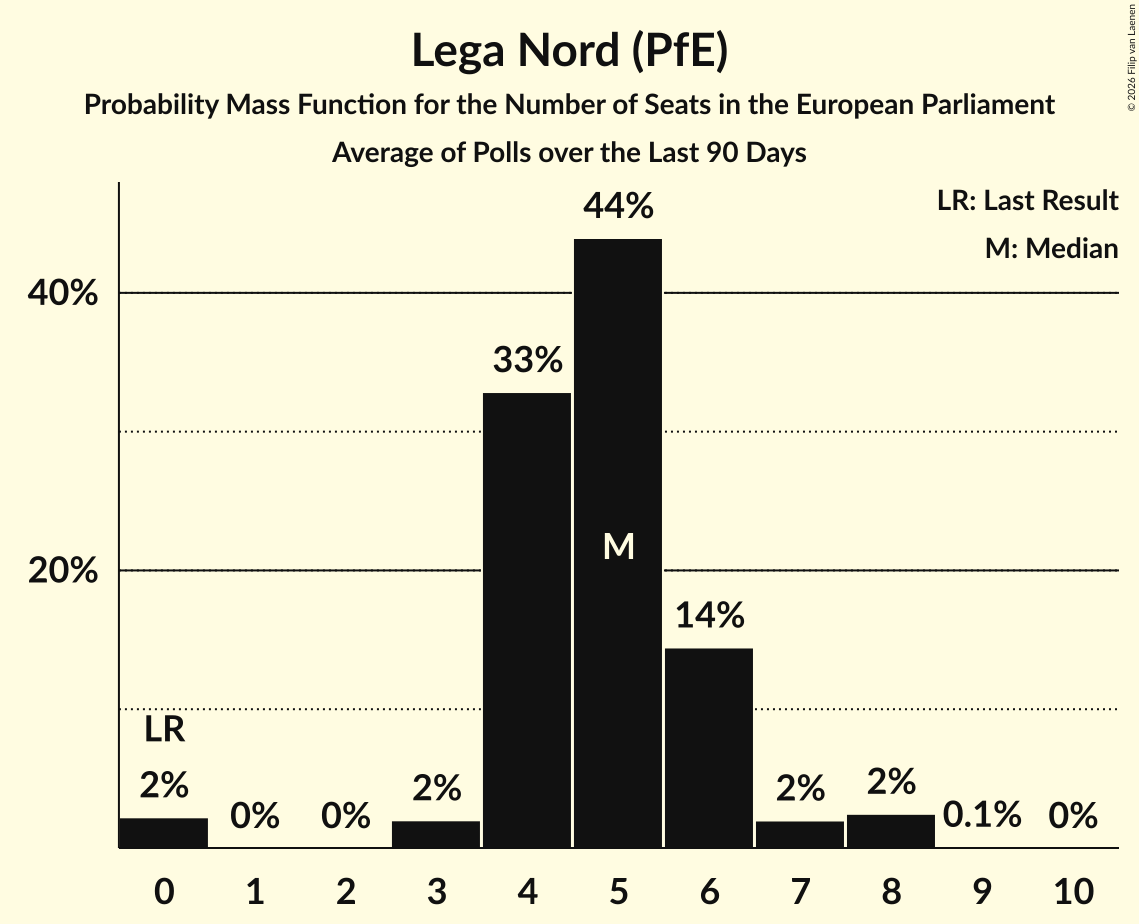 Lega Nord (PfE)
Probability Mass Function for the Number of Seats in the European Parliament
Average of Polls over the Last 90 Days
© 2026 Filip van Laenen
LR: Last Result
M: Median
44%
40%
33%
M
20%
14%
LR
2%
0%
0%
2%
2%
2%
0.1%
0%
0 1 2 3 4 5 6 7 8 9 10